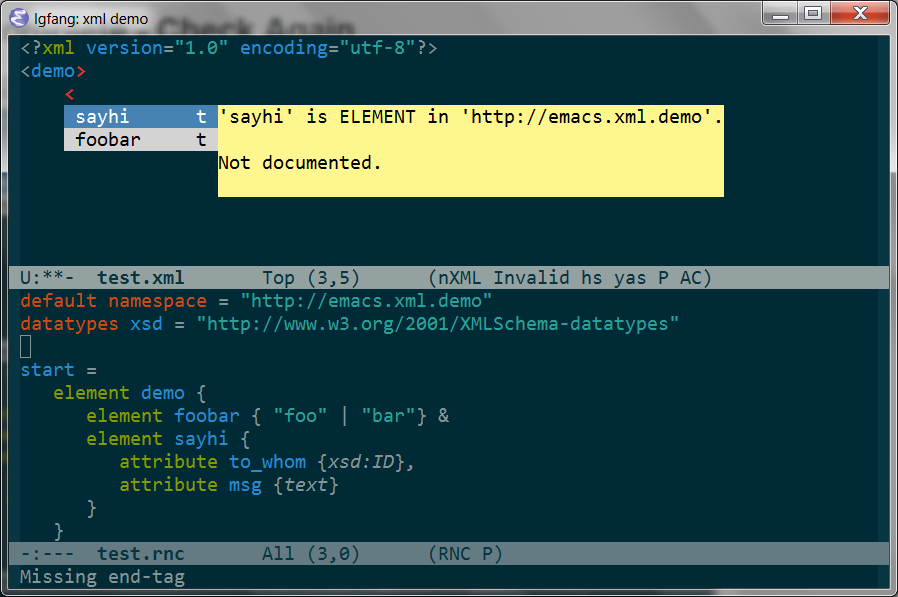 lgfang: xml demo
<?xml version="1.0" encoding="utf-8"?>
<demo>
<
sayhi t
foobar t
'sayhi' is ELEMENT in 'http://emacs.xml.demo'.
Not documented.
U:**- test.xml Top (3,5) (nXML Invalid hs yas P AC)
default namespace = "http://emacs.xml.demo"
datatypes xsd = "http://www.w3.org/2001/XMLSchema-datatypes"
start =
element demo {
element foobar { "foo" | "bar"} &
element sayhi {
attribute to_whom {xsd:ID},
attribute msg {text}
}
}
-:--- test.rnc All (3,0) (RNC P)
Missing end-tag